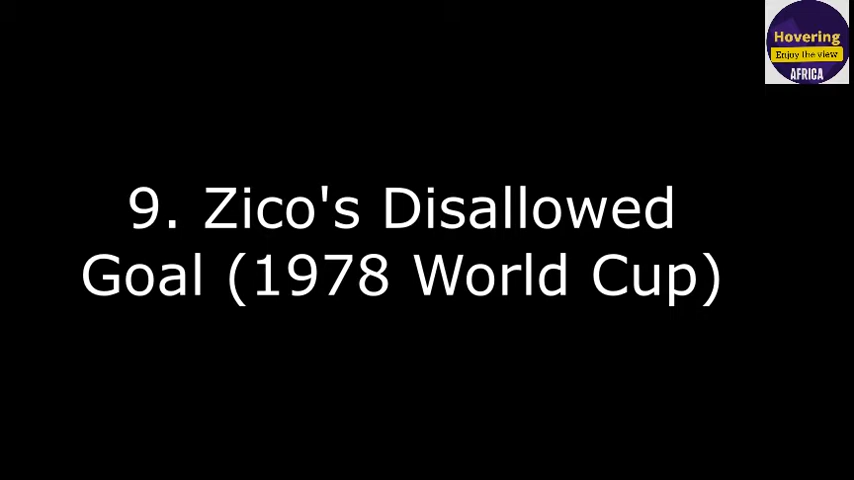 Hovering
Enjoy the view
AFRICA
9. Zico's Disallowed
Goal (1978 World Cup)